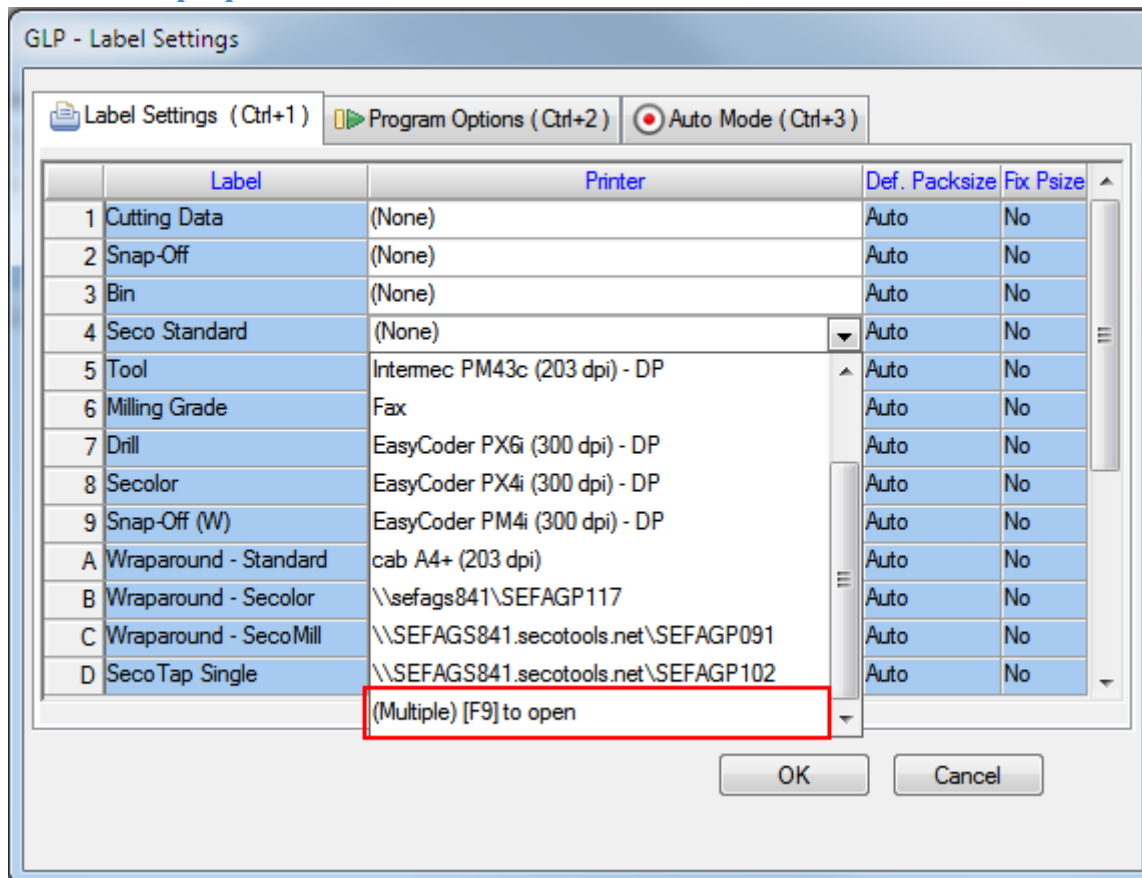 GLP - Label Settings
Label Settings ( Ctrl+1 ) Program Options ( Ctrl+2 ) Auto Mode ( Ctrl+3 )
Label Printer Def. Packsize Fix Psize
1 Cutting Data (None) Auto No
2 Snap-Off (None) Auto No
3 Bin (None) Auto No
4 Seco Standard (None) Auto No
5 Tool Intermec PM43c (203 dpi) - DP Auto No
6 Milling Grade Fax Auto No
7 Drill EasyCoder PX6i (300 dpi) - DP Auto No
8 Secolor EasyCoder PX4i (300 dpi) - DP Auto No
9 Snap-Off (W) EasyCoder PM4i (300 dpi) - DP Auto No
A Wraparound - Standard cab A4+ (203 dpi) Auto No
B Wraparound - Secolor \\sefags841\SEFAGP117 Auto No
C Wraparound - SecoMill \\SEFAGS841.secotools.net\SEFAGP091 Auto No
D SecoTap Single \\SEFAGS841.secotools.net\SEFAGP102 Auto No
(Multiple) [F9] to open
OK Cancel